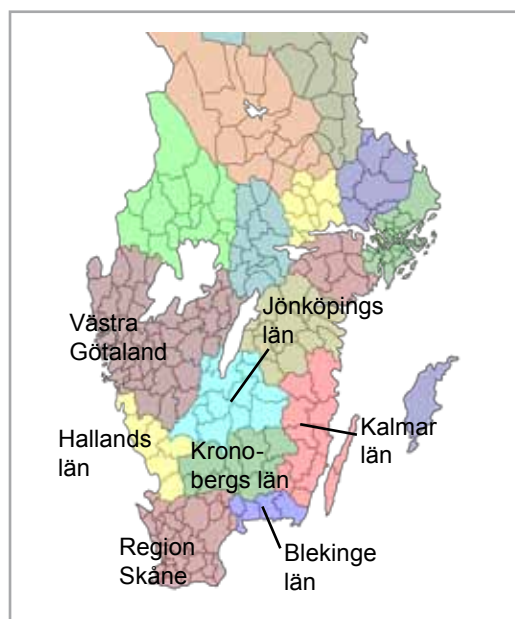 Jönköpings
län
Västra
Götaland
Hallands
län
Krono-
bergs län
Kalmar
län
Region
Skåne
Blekinge
län